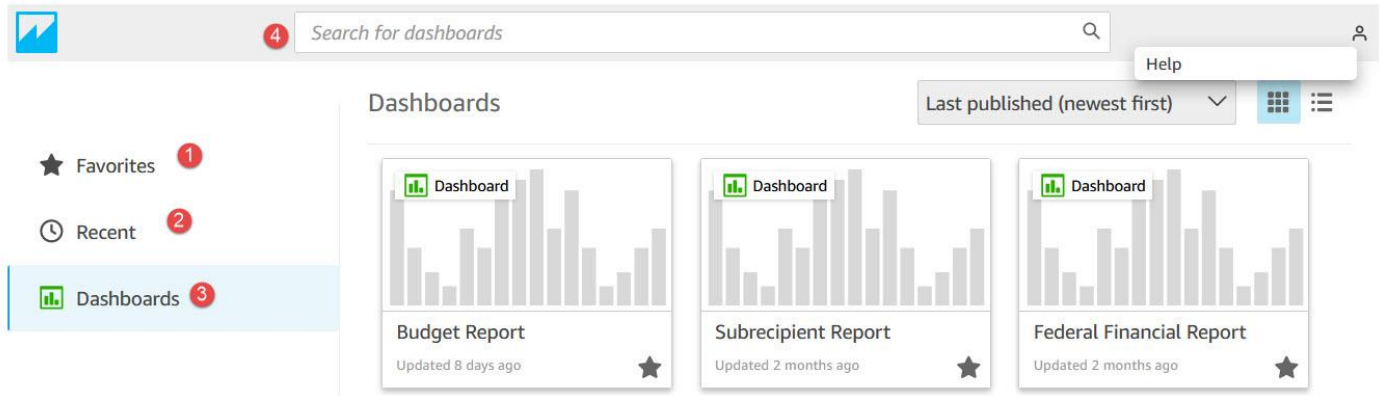 4 Search for dashboards
Help
Dashboards
Last published (newest first)
Favorites 1
Recent 2
Dashboards 3
Dashboard
Budget Report
Updated 8 days ago
Dashboard
Subrecipient Report
Updated 2 months ago
Dashboard
Federal Financial Report
Updated 2 months ago